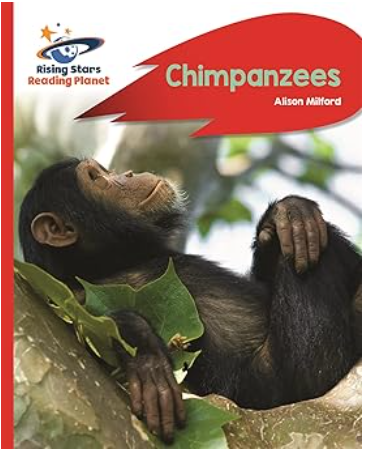 Rising Stars
Reading Planet
Chimpanzees
Alison Milford